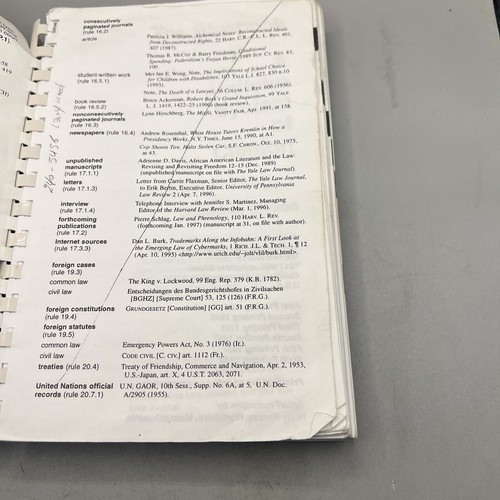 consecutively
paginated journals
(rule 16.2)
article
Patricia J. Williams, Alchemical Notes: Reconstructed Ideals
from Deconstructed Rights, 22 HARV. C.R.-C.L. L. REV. 401,
407 (1987).
Thomas R. McCoy & Barry Friedman, Conditional
Spending: Federalism's Trojan Horse, 1988 SUP. CT. REV. 85,
100.
student-written work
(rule 16.5.1)
Mei-lan E. Wong, Note, The Implications of School Choice
for Children with Disabilities, 103 YALE L.J. 827, 830 n.10
(1993).
Note, The Death of a Lawyer, 56 COLUM. L. REV. 606 (1956).
book review
(rule 16.5.2)
Bruce Ackerman, Robert Bork's Grand Inquisition, 99 YALE
L.J. 1419, 1422-25 (1990) (book review).
nonconsecutively
paginated journals
(rule 16.3)
Lynn Hirschberg, The Misfit, VANITY FAIR, Apr. 1991, at 158.
newspapers (rule 16.4)
Andrew Rosenthal, White House Tutors Kremlin in How a
Presidency Works, N.Y. TIMES, June 15, 1990, at A1.
Cop Shoots Tire, Halts Stolen Car, S.F. CHRON., Oct. 10, 1975,
at 43.
unpublished
manuscripts
(rule 17.1.1)
Adrienne D. Davis, African American Literature and the Law:
Revising and Revisiting Freedom 12-15 (Dec. 1989)
(unpublished manuscript on file with The Yale Law Journal).
letters
(rule 17.1.3)
Letter from Carrie Flaxman, Senior Editor, The Yale Law Journal,
to Erik Bertin, Executive Editor, University of Pennsylvania
Law Review 2 (Apr. 7, 1996).
interview
(rule 17.1.4)
Telephone Interview with Jennifer S. Martinez, Managing
Editor of the Harvard Law Review (Mar. 1, 1996).
forthcoming
publications
(rule 17.2)
Pierre Schlag, Law and Phrenology, 110 HARV. L. REV.
(forthcoming Jan. 1997) (manuscript at 31, on file with author).
Internet sources
(rule 17.3.3)
Dan L. Burk, Trademarks Along the Infobahn: A First Look at
the Emerging Law of Cybermarks, 1 RICH. J.L. & TECH. 1, ¶ 12
(Apr. 10, 1995) <http://www.urich.edu/~jolt/vlil/burk.html>.
foreign cases
(rule 19.3)
common law
The King v. Lockwood, 99 Eng. Rep. 379 (K.B. 1782).
civil law
Entscheidungen des Bundesgerichtshofes in Zivilsachen
[BGHZ] [Supreme Court] 53, 125 (126) (F.R.G.).
foreign constitutions
(rule 19.4)
GRUNDGESETZ [Constitution] [GG] art. 51 (F.R.G.).
foreign statutes
(rule 19.5)
common law
Emergency Powers Act, No. 3 (1976) (Ir.).
civil law
CODE CIVIL [C. CIV.] art. 1112 (Fr.).
treaties (rule 20.4)
Treaty of Friendship, Commerce and Navigation, Apr. 2, 1953,
U.S.-Japan, art. X, 4 U.S.T. 2063, 2071.
United Nations official
records (rule 20.7.1)
U.N. GAOR, 10th Sess., Supp. No. 6A, at 5, U.N. Doc.
A/2905 (1955).